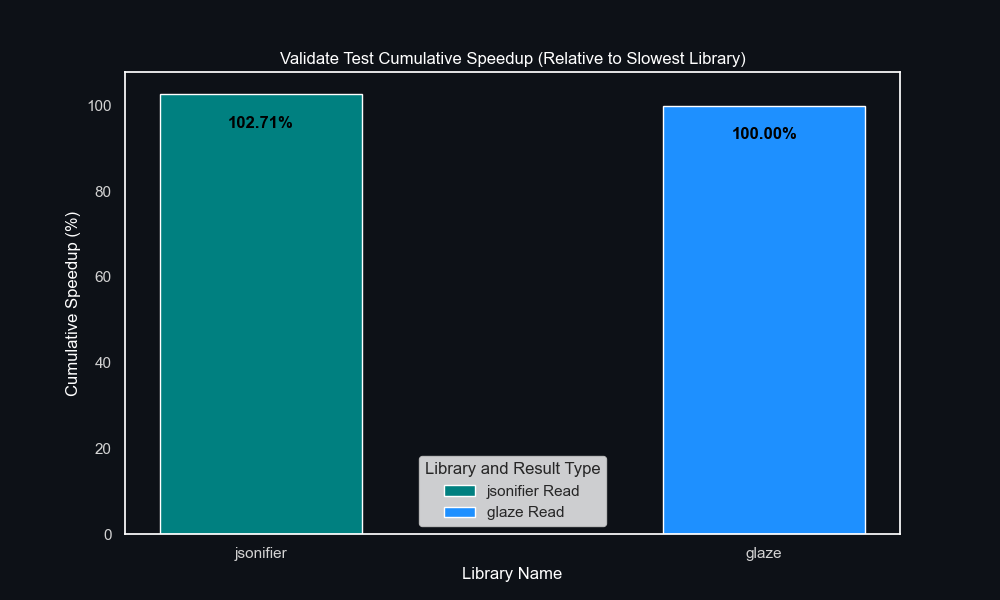 Validate Test Cumulative Speedup (Relative to Slowest Library)
Cumulative Speedup (%)
100
80
60
40
20
0
102.71%
100.00%
Library and Result Type
jsonifier Read
glaze Read
jsonifier
glaze
Library Name